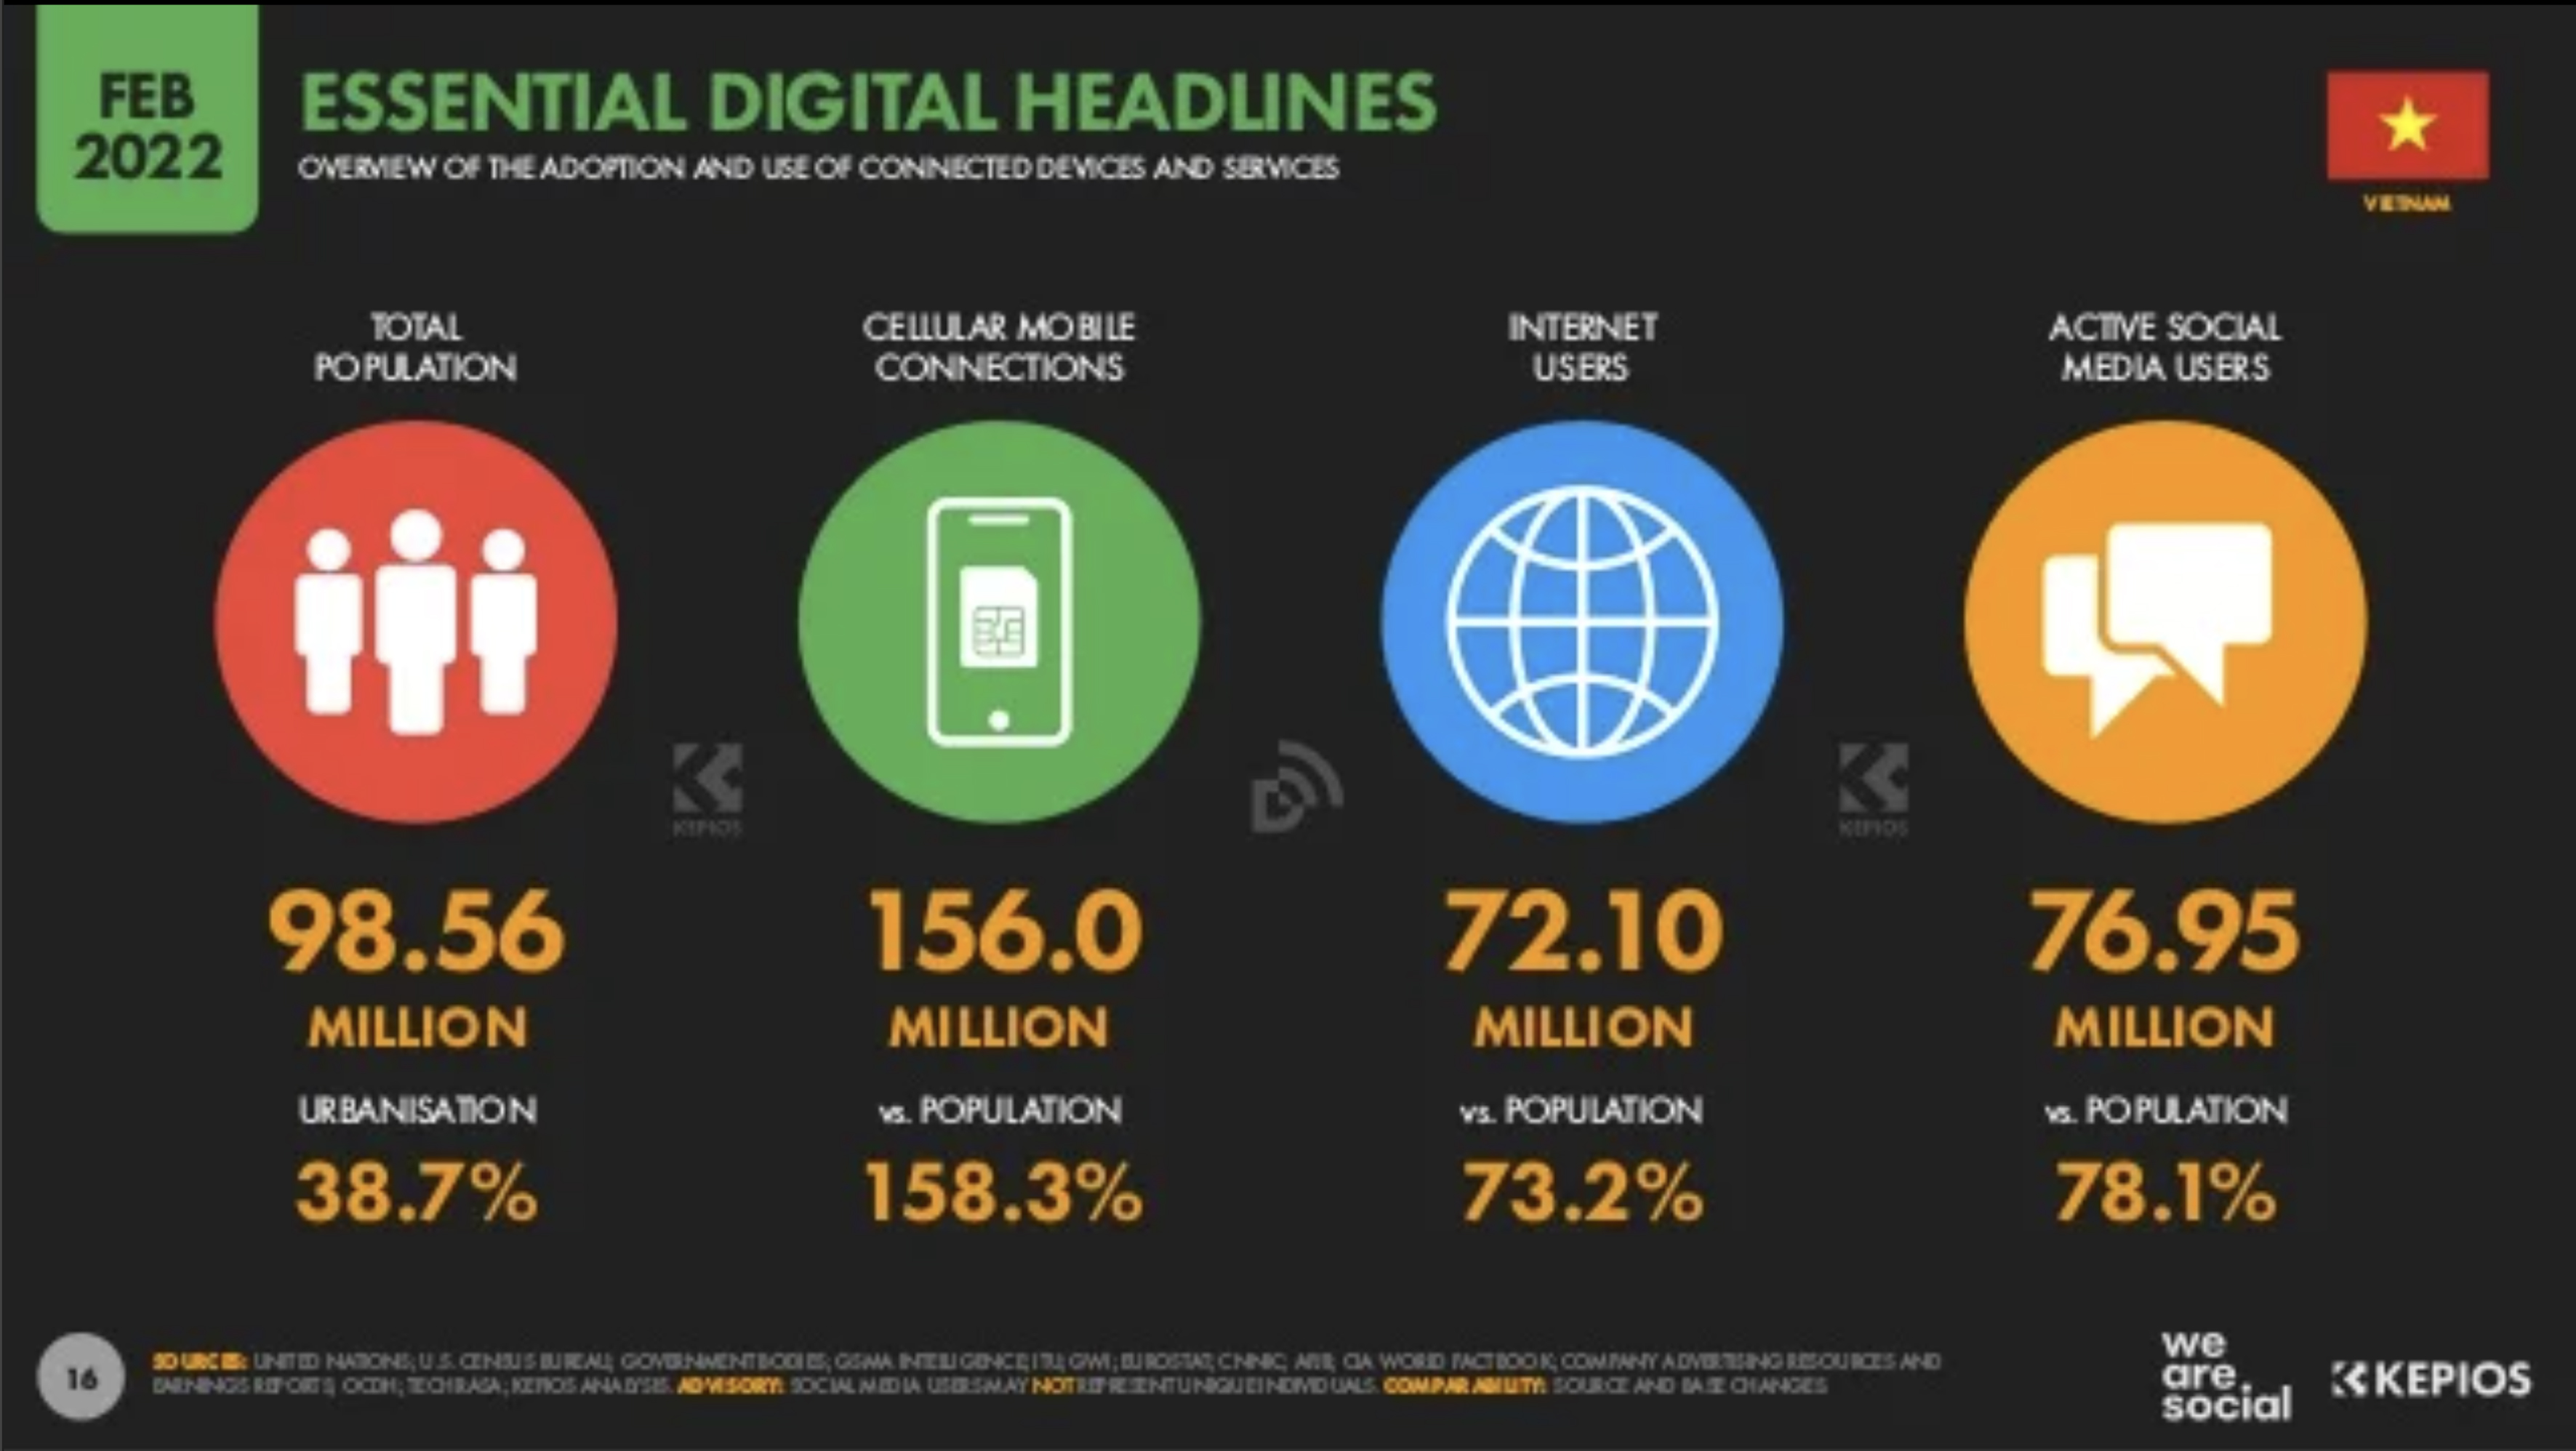 FEB
2022
ESSENTIAL DIGITAL HEADLINES
OVERVIEW OF THE ADOPTION AND USE OF CONNECTED DEVICES AND SERVICES
VIETNAM
TOTAL
POPULATION
98.56
MILLION
URBANISATION
38.7%
CELLULAR MOBILE
CONNECTIONS
156.0
MILLION
vs. POPULATION
158.3%
INTERNET
USERS
72.10
MILLION
vs. POPULATION
73.2%
ACTIVE SOCIAL
MEDIA USERS
76.95
MILLION
vs. POPULATION
78.1%
KEPIOS
KEPIOS
16
SOURCES: UNITED NATIONS; U.S. CENSUS BUREAU; GOVERNMENT BODIES; GSMA INTELLIGENCE; ITU; GWI; EUROSTAT; CNNIC; APJII; CIA WORLD FACTBOOK; COMPANY ADVERTISING RESOURCES AND
EARNINGS REPORTS; OCDH; TECHRASA; KEPIOS ANALYSIS. ADVISORY: SOCIAL MEDIA USERS MAY NOT REPRESENT UNIQUE INDIVIDUALS. COMPARABILITY: SOURCE AND BASE CHANGES.
we
are.
social
KEPIOS